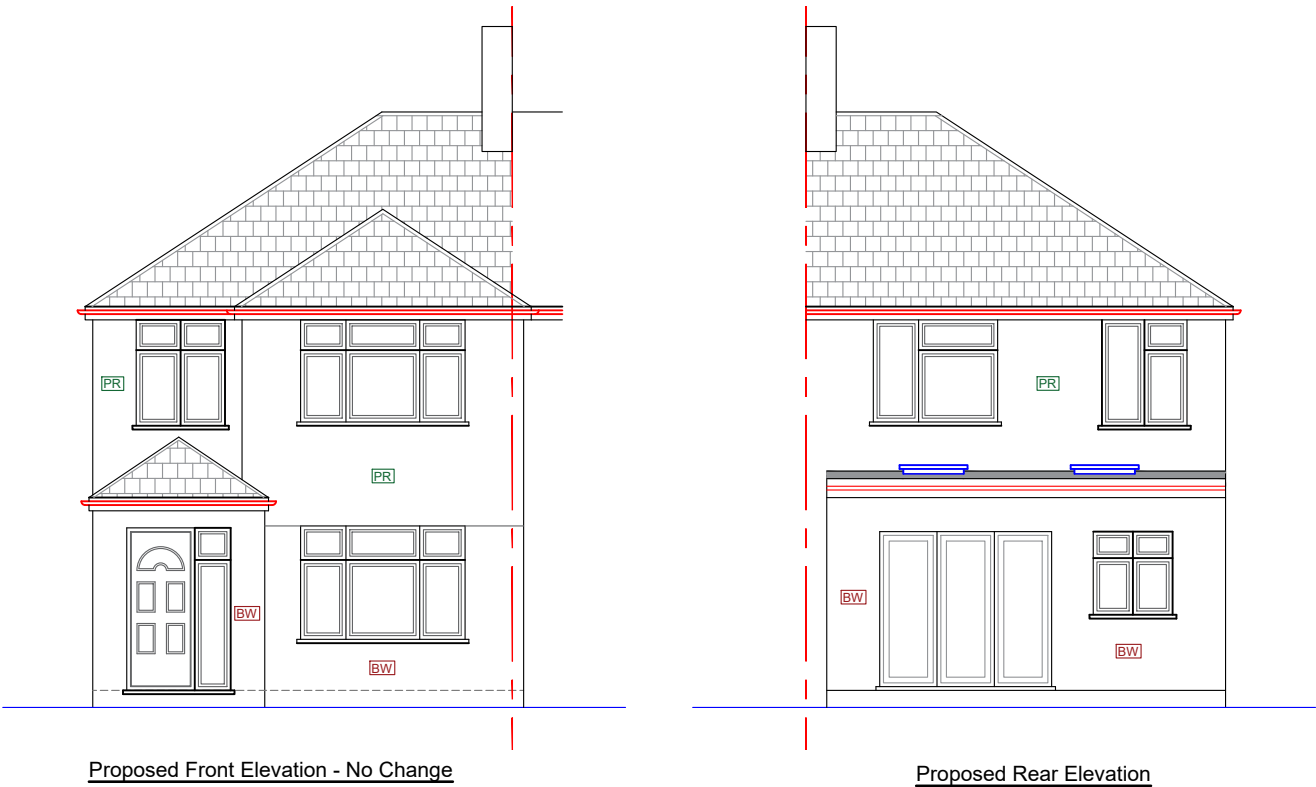 PR
PR
BW
BW
Proposed Front Elevation - No Change
PR
BW
BW
Proposed Rear Elevation